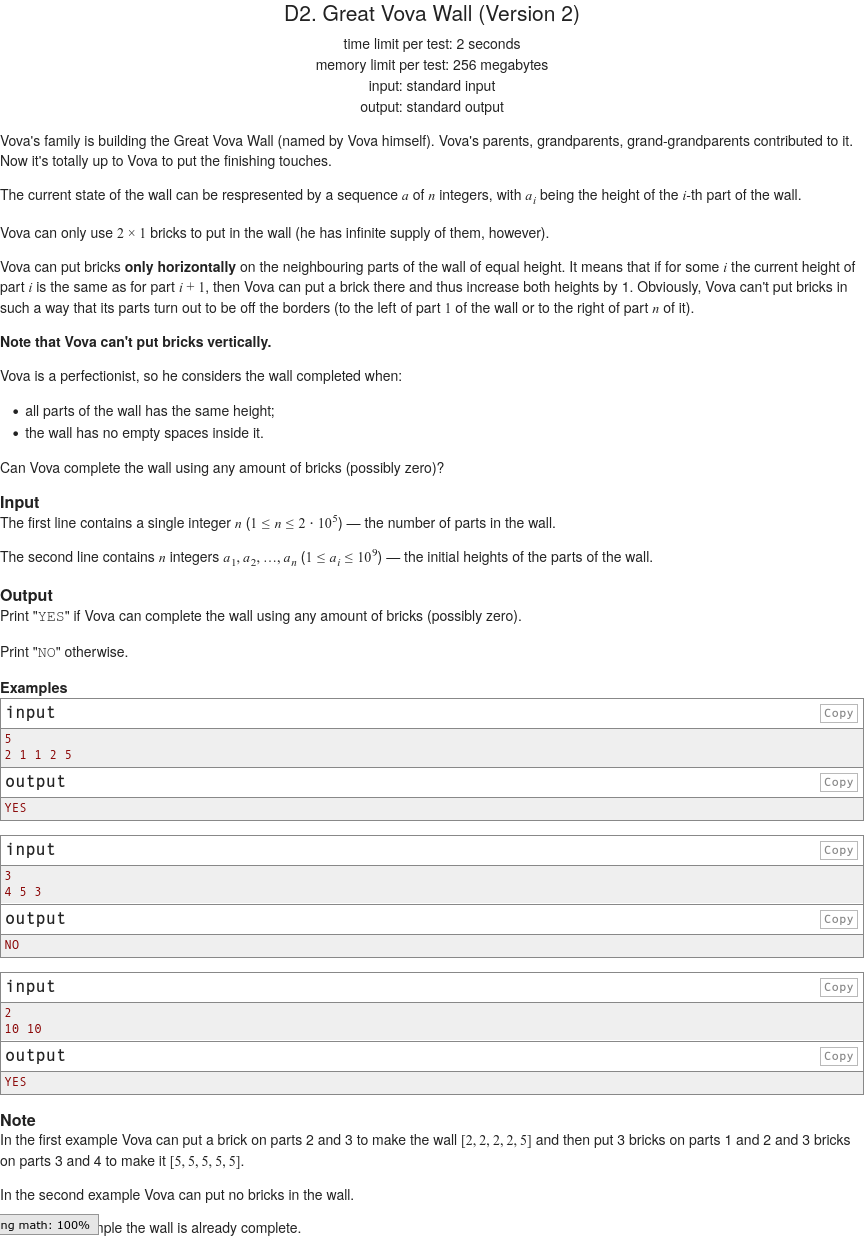 D2. Great Vova Wall (Version 2)
time limit per test: 2 seconds
memory limit per test: 256 megabytes
input: standard input
output: standard output
Vova's family is building the Great Vova Wall (named by Vova himself). Vova's parents, grandparents, grand-grandparents contributed to it.
Now it's totally up to Vova to put the finishing touches.
The current state of the wall can be respresented by a sequence a of n integers, with a_i being the height of the i-th part of the wall.
Vova can only use 2 × 1 bricks to put in the wall (he has infinite supply of them, however).
Vova can put bricks only horizontally on the neighbouring parts of the wall of equal height. It means that if for some i the current height of
part i is the same as for part i + 1, then Vova can put a brick there and thus increase both heights by 1. Obviously, Vova can't put bricks in
such a way that its parts turn out to be off the borders (to the left of part 1 of the wall or to the right of part n of it).
Note that Vova can't put bricks vertically.
Vova is a perfectionist, so he considers the wall completed when:
• all parts of the wall has the same height;
• the wall has no empty spaces inside it.
Can Vova complete the wall using any amount of bricks (possibly zero)?
Input
The first line contains a single integer n (1 ≤ n ≤ 2 · 10^5) — the number of parts in the wall.
The second line contains n integers a_1, a_2, …, a_n (1 ≤ a_i ≤ 10^9) — the initial heights of the parts of the wall.
Output
Print "YES" if Vova can complete the wall using any amount of bricks (possibly zero).
Print "NO" otherwise.
Examples
input Copy
5
2 1 1 2 5
output Copy
YES
input Copy
3
4 5 3
output Copy
NO
input Copy
2
10 10
output Copy
YES
Note
In the first example Vova can put a brick on parts 2 and 3 to make the wall [2, 2, 2, 2, 5] and then put 3 bricks on parts 1 and 2 and 3 bricks
on parts 3 and 4 to make it [5, 5, 5, 5, 5].
In the second example Vova can put no bricks in the wall.
ng math: 100% nple the wall is already complete.